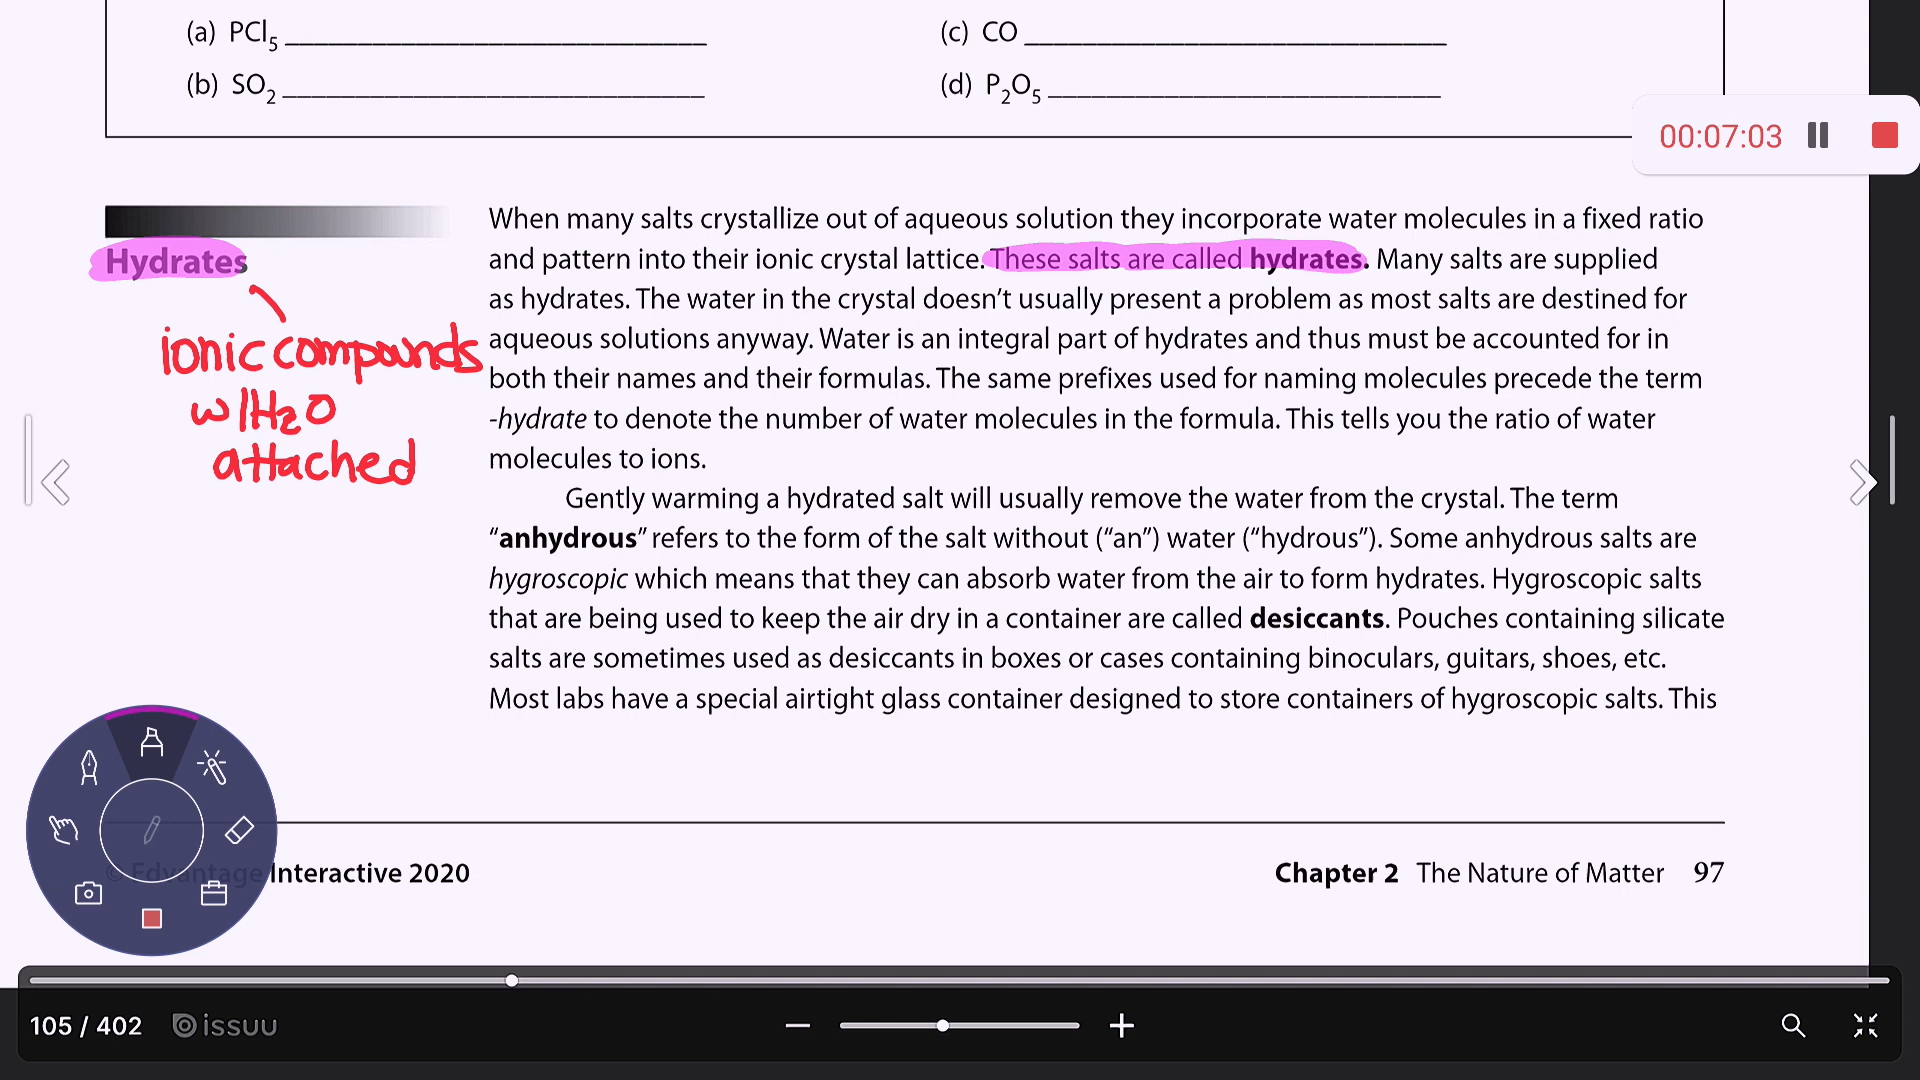 (a) PCl5 ______________________________ (c) CO ______________________________
(b) SO2 ______________________________ (d) P2O5 ____________________________
00:07:03
Hydrates
ionic compounds
w/H2O
attached
When many salts crystallize out of aqueous solution they incorporate water molecules in a fixed ratio
and pattern into their ionic crystal lattice. These salts are called hydrates. Many salts are supplied
as hydrates. The water in the crystal doesn’t usually present a problem as most salts are destined for
aqueous solutions anyway. Water is an integral part of hydrates and thus must be accounted for in
both their names and their formulas. The same prefixes used for naming molecules precede the term
-hydrate to denote the number of water molecules in the formula. This tells you the ratio of water
molecules to ions.
Gently warming a hydrated salt will usually remove the water from the crystal. The term
“anhydrous” refers to the form of the salt without (“an”) water (“hydrous”). Some anhydrous salts are
hygroscopic which means that they can absorb water from the air to form hydrates. Hygroscopic salts
that are being used to keep the air dry in a container are called desiccants. Pouches containing silicate
salts are sometimes used as desiccants in boxes or cases containing binoculars, guitars, shoes, etc.
Most labs have a special airtight glass container designed to store containers of hygroscopic salts. This
© Edvantage Interactive 2020
Chapter 2 The Nature of Matter 97
105 / 402 issuu